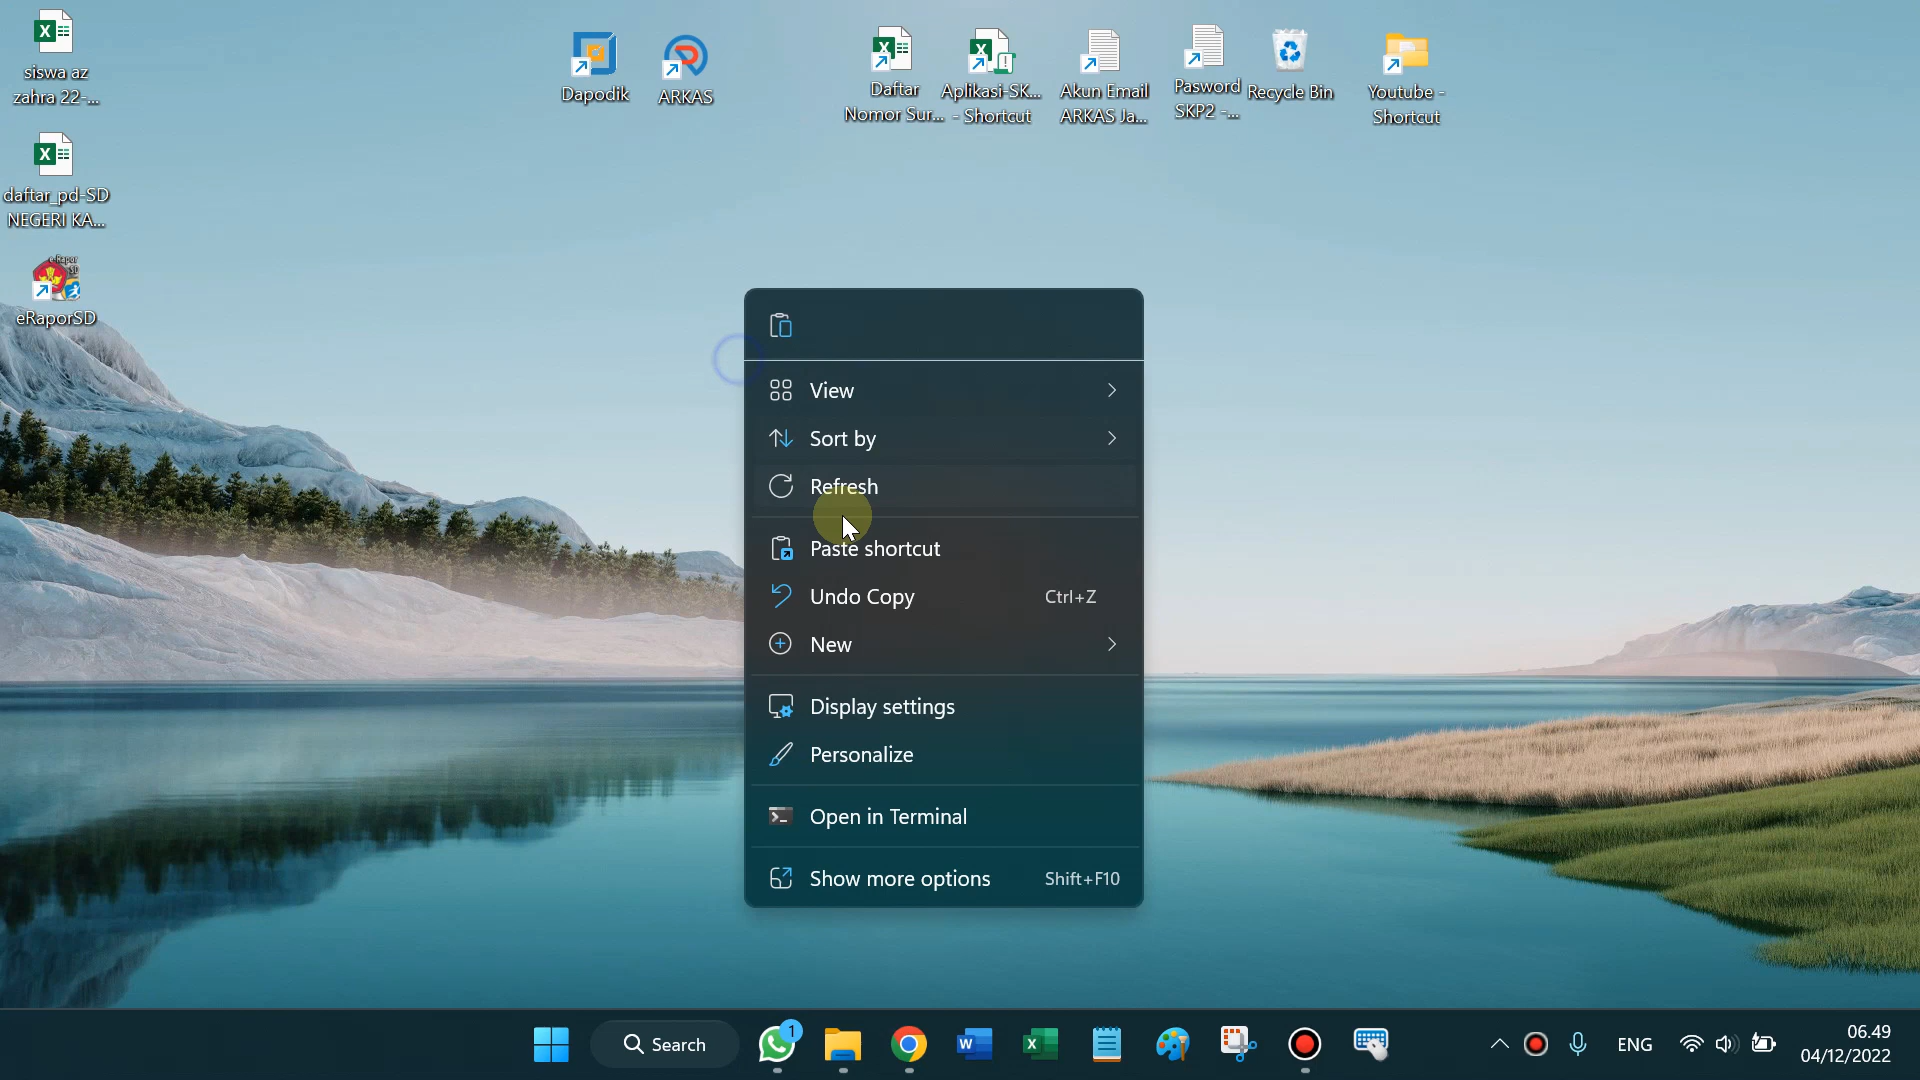 siswa az
zahra 22-...
daftar_pd-SD
NEGERI KA...
eRaporSD
Dapodik
ARKAS
Daftar
Nomor Sur...
Aplikasi-SK...
- Shortcut
Akun Email
ARKAS Ja...
Pasword
SKP2 -...
Recycle Bin
Youtube -
Shortcut
View
Sort by
Refresh
Paste shortcut
Undo Copy Ctrl+Z
New
Display settings
Personalize
Open in Terminal
Show more options Shift+F10
Search
1
ENG
06.49
04/12/2022